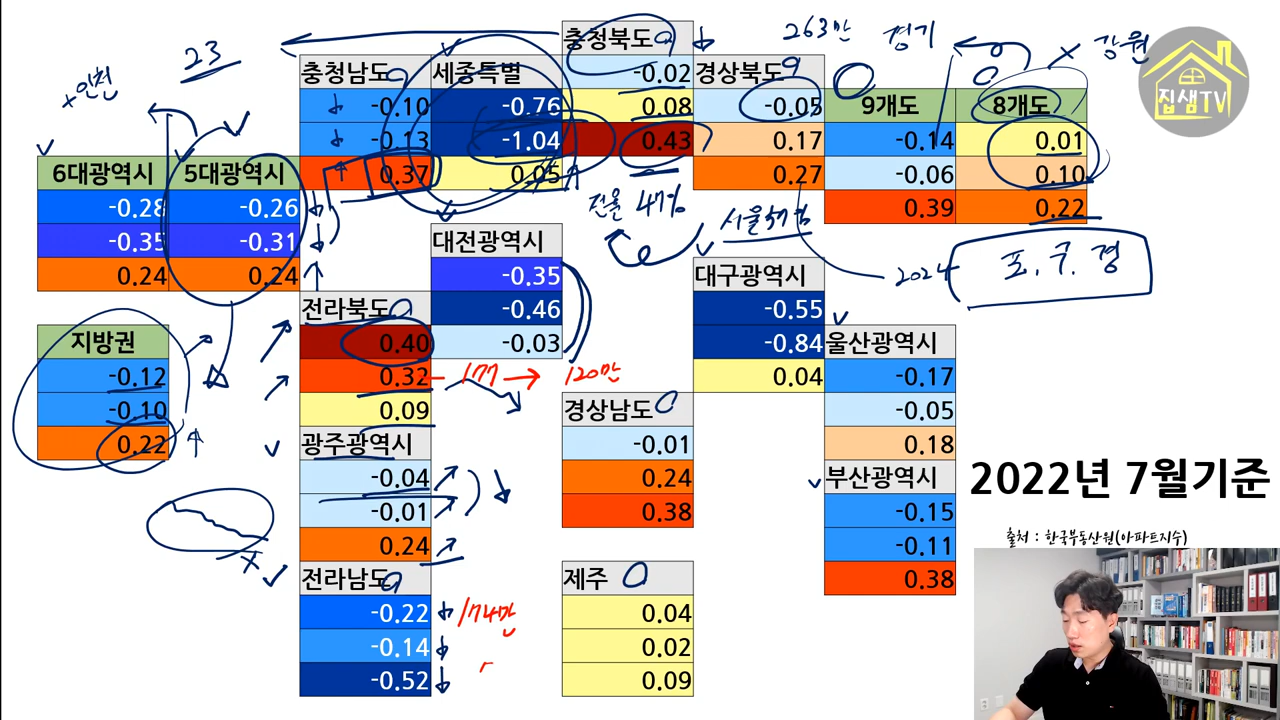 충청북도
-0.02
0.08
0.43
충청남도
-0.10
-0.13
0.37
세종특별
-0.76
-1.04
0.05
경상북도
-0.05
0.17
0.27
9개도
-0.14
-0.06
0.39
8개도
0.01
0.10
0.22
집샘TV
263만
경기
x 강원
23
x인천
6대광역시
-0.28
-0.35
0.24
5대광역시
-0.26
-0.31
0.24
대전광역시
-0.35
-0.46
-0.03
전월 47%
서울
대구광역시
-0.55
-0.84
0.04
2024
포.구.경
지방권
-0.12
-0.10
0.22
전라북도
0.40
0.32
0.09
177
120만
울산광역시
-0.17
-0.05
0.18
경상남도
-0.01
0.24
0.38
광주광역시
-0.04
-0.01
0.24
부산광역시
-0.15
-0.11
0.38
전라남도
-0.22
-0.14
-0.52
174만
제주
0.04
0.02
0.09
2022년 7월기준
출처 : 한국부동산원(아파트지수)